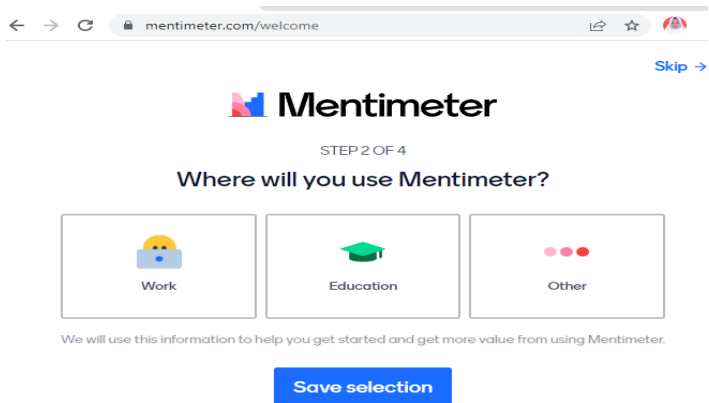 mentimeter.com/welcome
Skip →
Mentimeter
STEP 2 OF 4
Where will you use Mentimeter?
Work Education Other
We will use this information to help you get started and get more value from using Mentimeter.
Save selection